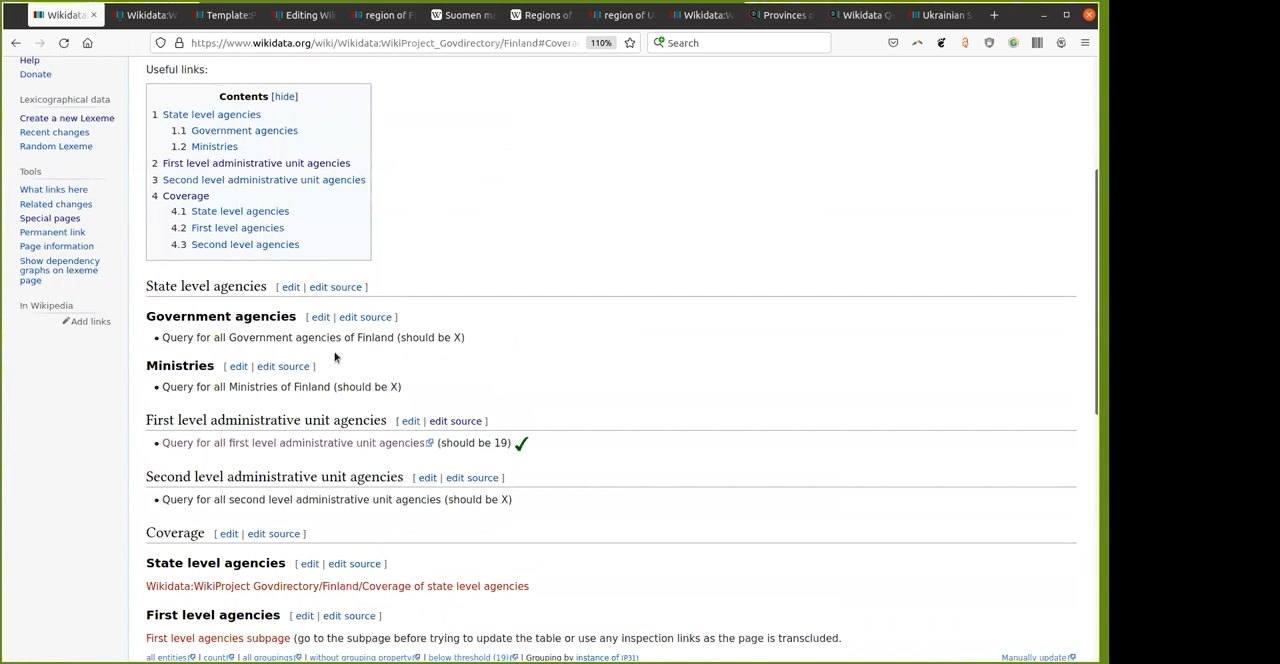 Wikidata
Wikidata:W
Template:
Editing Wik
region of F
Suomen m
Regions of
region of U
Wikidata:W
Provinces o
Wikidata Q
Ukrainian S
https://www.wikidata.org/wiki/Wikidata:WikiProject_Govdirectory/Finland#Covera
110%
Search
Help
Donate
Lexicographical data
Create a new Lexeme
Recent changes
Random Lexeme
Tools
What links here
Related changes
Special pages
Permanent link
Page information
Show dependency
graphs on lexeme
page
In Wikipedia
Add links
Useful links:
Contents [hide]
1 State level agencies
1.1 Government agencies
1.2 Ministries
2 First level administrative unit agencies
3 Second level administrative unit agencies
4 Coverage
4.1 State level agencies
4.2 First level agencies
4.3 Second level agencies
State level agencies [ edit | edit source ]
Government agencies [ edit | edit source ]
• Query for all Government agencies of Finland (should be X)
Ministries [ edit | edit source ]
• Query for all Ministries of Finland (should be X)
First level administrative unit agencies [ edit | edit source ]
• Query for all first level administrative unit agencies (should be 19)
Second level administrative unit agencies [ edit | edit source ]
• Query for all second level administrative unit agencies (should be X)
Coverage [ edit | edit source ]
State level agencies [ edit | edit source ]
Wikidata:WikiProject Govdirectory/Finland/Coverage of state level agencies
First level agencies [ edit | edit source ]
First level agencies subpage (go to the subpage before trying to update the table or use any inspection links as the page is transcluded.
all entities | count | all groupings | without grouping property | below threshold (19) | Grouping by instance of (P31)
Manually update